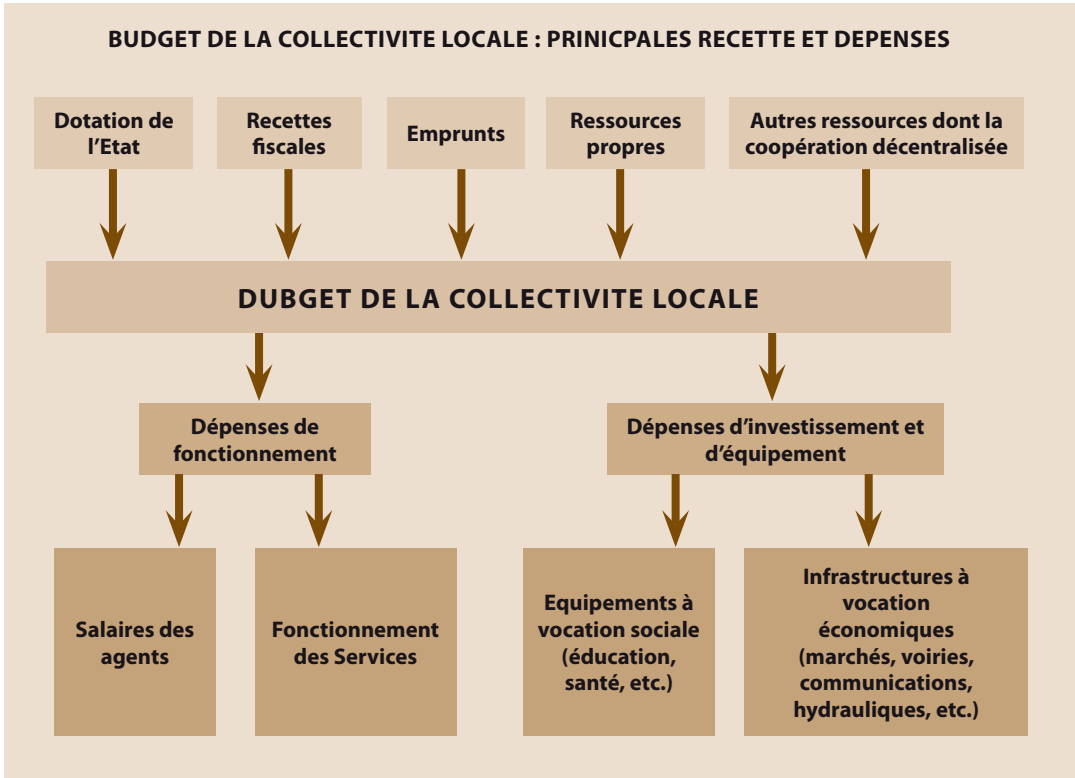 BUDGET DE LA COLLECTIVITE LOCALE : PRINICPALES RECETTE ET DEPENSES
Dotation de
l’Etat
Recettes
fiscales
Emprunts
Ressources
propres
Autres ressources dont la
coopération décentralisée
DUBGET DE LA COLLECTIVITE LOCALE
Dépenses de
fonctionnement
Dépenses d’investissement et
d’équipement
Salaires des
agents
Fonctionnement
des Services
Equipements à
vocation sociale
(éducation,
santé, etc.)
Infrastructures à
vocation
économiques
(marchés, voiries,
communications,
hydrauliques, etc.)